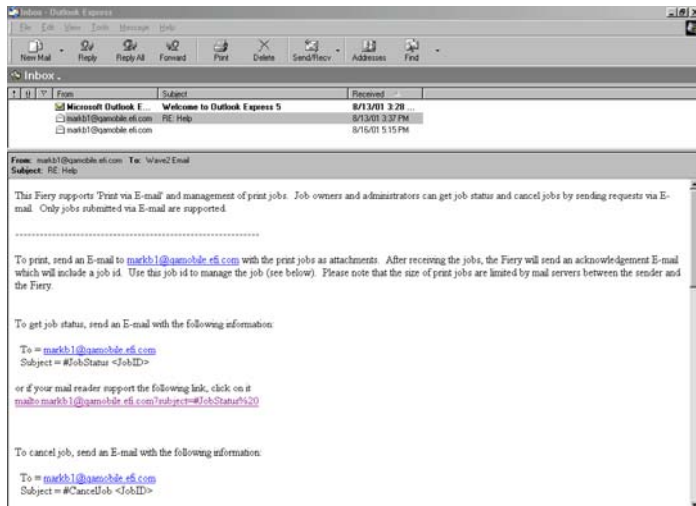 Inbox - Outlook Express
File Edit View Tools Message Help
New Mail Reply Reply All Forward Print Delete Send/Recv Addresses Find
Inbox .
! From Subject Received
Microsoft Outlook E... Welcome to Outlook Express 5 8/13/01 3:28 ...
markb1@qamobile.efi.com RE: Help 8/13/01 3:37 PM
markb1@qamobile.efi.com 8/16/01 5:15 PM
From: markb1@qamobile.efi.com To: Wave2 Email
Subject: RE: Help
This Fiery supports 'Print via E-mail' and management of print jobs. Job owners and administrators can get job status and cancel jobs by sending requests via E-
mail. Only jobs submitted via E-mail are supported.
------------------------------------------------------------
To print, send an E-mail to markb1@qamobile.efi.com with the print jobs as attachments. After receiving the jobs, the Fiery will send an acknowledgement E-mail
which will include a job id. Use this job id to manage the job (see below). Please note that the size of print jobs are limited by mail servers between the sender and
the Fiery.
To get job status, send an E-mail with the following information:
To = markb1@qamobile.efi.com
Subject = #JobStatus <JobID>
or if your mail reader support the following link, click on it
mailto:markb1@qamobile.efi.com?subject=#JobStatus%20
To cancel job, send an E-mail with the following information:
To = markb1@qamobile.efi.com
Subject = #CancelJob <JobID>